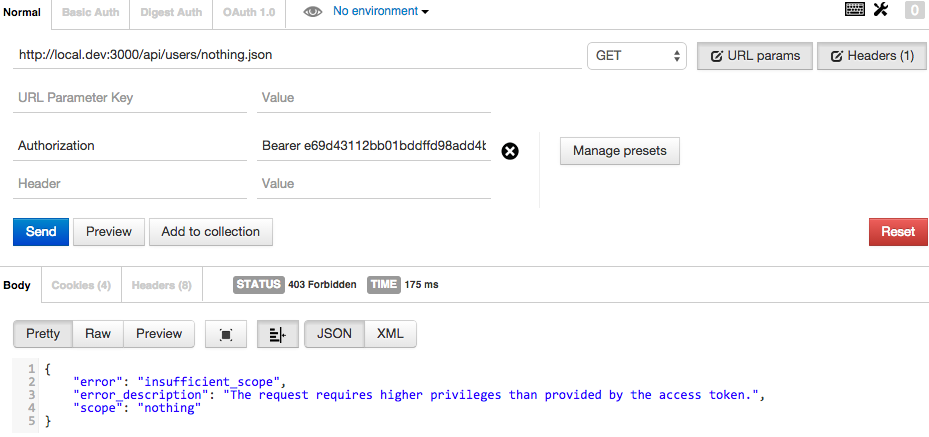 Normal Basic Auth Digest Auth OAuth 1.0 No environment 0
http://local.dev:3000/api/users/nothing.json GET URL params Headers (1)
URL Parameter Key Value
Authorization Bearer e69d43112bb01bddffd98add4b Manage presets
Header Value
Send Preview Add to collection Reset
Body Cookies (4) Headers (8) STATUS 403 Forbidden TIME 175 ms
Pretty Raw Preview JSON XML
1 {
2 "error": "insufficient_scope",
3 "error_description": "The request requires higher privileges than provided by the access token.",
4 "scope": "nothing"
5 }